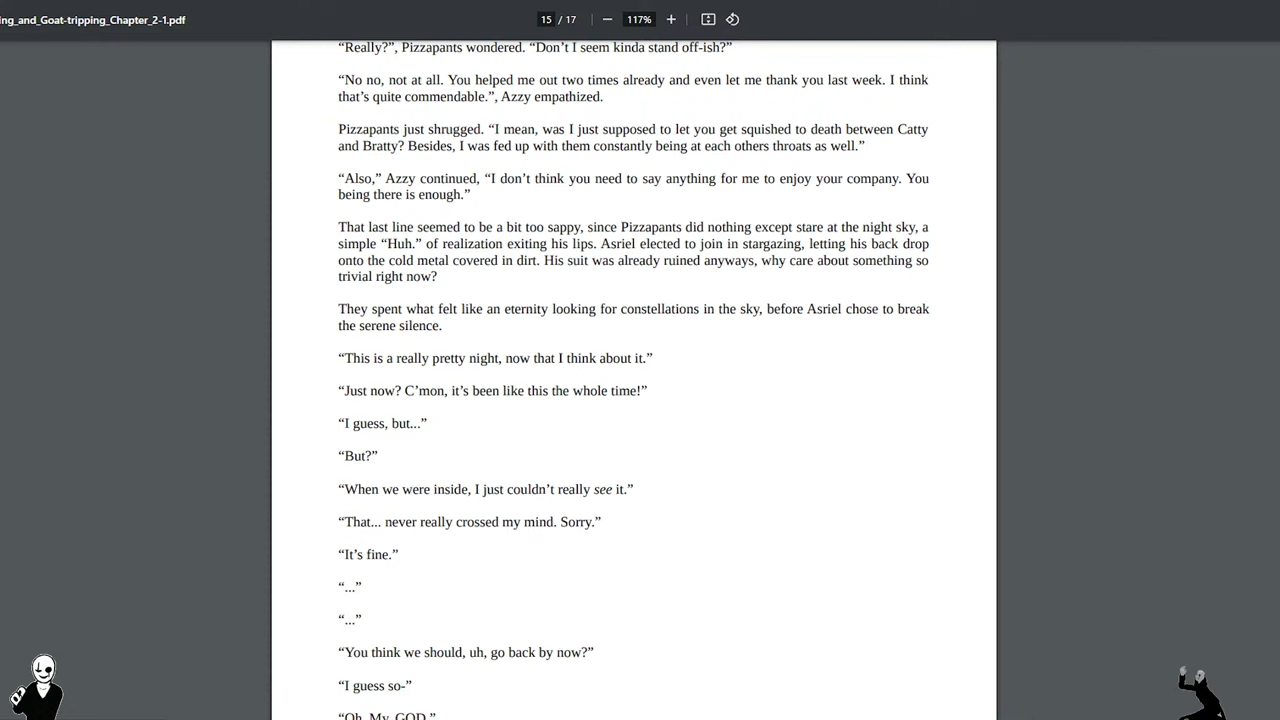 ing_and_Goat-tripping_Chapter_2-1.pdf
15 / 17
117%
“Really?”, Pizzapants wondered. “Don’t I seem kinda stand off-ish?”
“No no, not at all. You helped me out two times already and even let me thank you last week. I think
that’s quite commendable.”, Azzy empathized.
Pizzapants just shrugged. “I mean, was I just supposed to let you get squished to death between Catty
and Bratty? Besides, I was fed up with them constantly being at each others throats as well.”
“Also,” Azzy continued, “I don’t think you need to say anything for me to enjoy your company. You
being there is enough.”
That last line seemed to be a bit too sappy, since Pizzapants did nothing except stare at the night sky, a
simple “Huh.” of realization exiting his lips. Asriel elected to join in stargazing, letting his back drop
onto the cold metal covered in dirt. His suit was already ruined anyways, why care about something so
trivial right now?
They spent what felt like an eternity looking for constellations in the sky, before Asriel chose to break
the serene silence.
“This is a really pretty night, now that I think about it.”
“Just now? C’mon, it’s been like this the whole time!”
“I guess, but...”
“But?”
“When we were inside, I just couldn’t really see it.”
“That... never really crossed my mind. Sorry.”
“It’s fine.”
“...”
“...”
“You think we should, uh, go back by now?”
“I guess so-”
“Oh. My. GOD.”